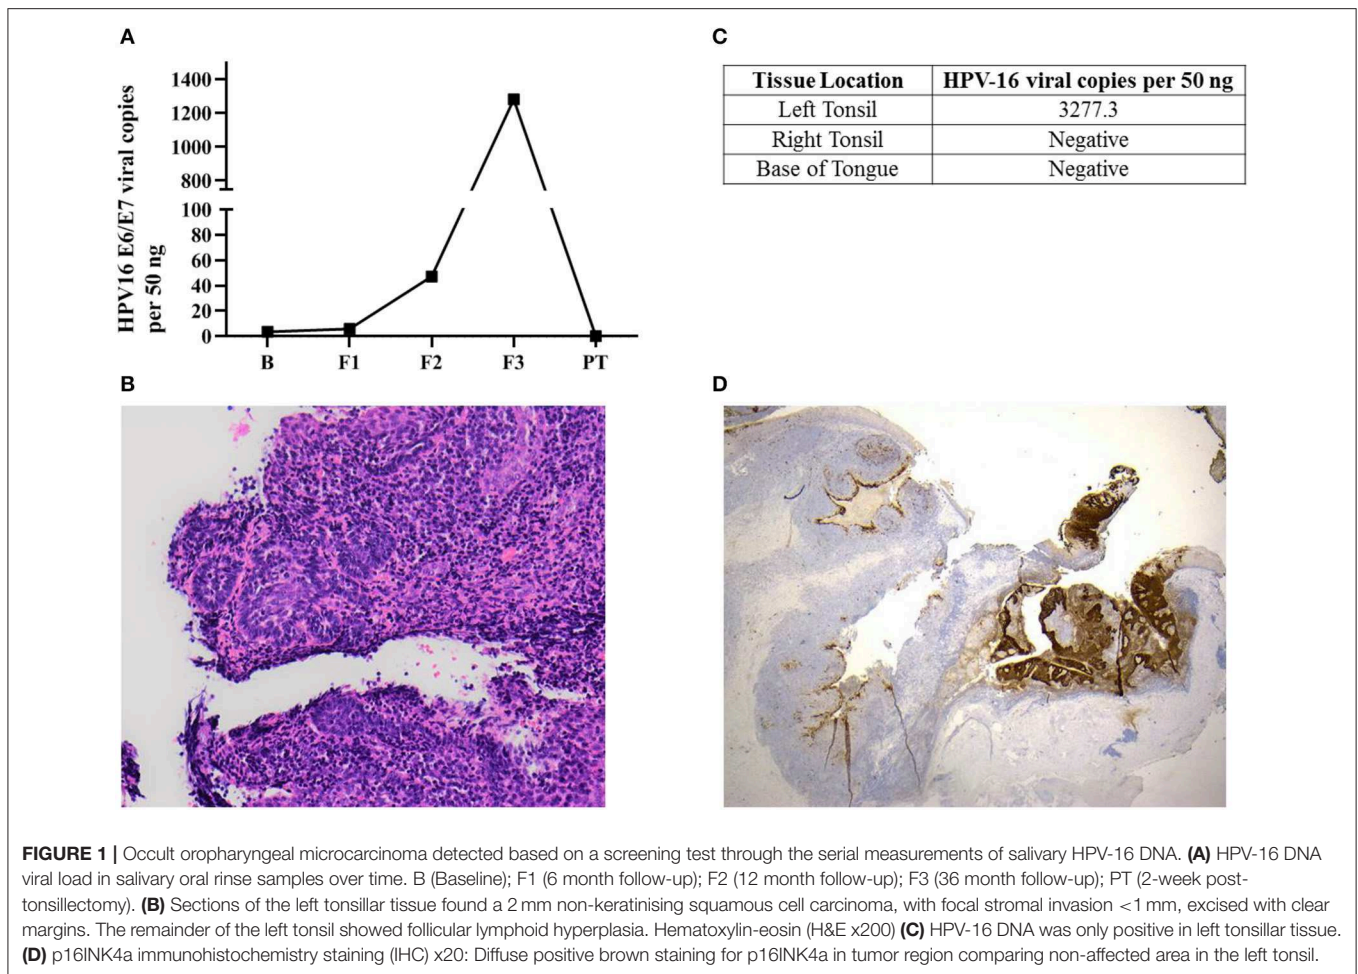 A
1400
1200
1000
800
100
80
60
40
20
0
HPV16 E6/E7 viral copies
per 50 ng
B F1 F2 F3 PT
C
Tissue Location HPV-16 viral copies per 50 ng
Left Tonsil 3277.3
Right Tonsil Negative
Base of Tongue Negative
B
D
FIGURE 1 | Occult oropharyngeal microcarcinoma detected based on a screening test through the serial measurements of salivary HPV-16 DNA. (A) HPV-16 DNA
viral load in salivary oral rinse samples over time. B (Baseline); F1 (6 month follow-up); F2 (12 month follow-up); F3 (36 month follow-up); PT (2-week post-
tonsillectomy). (B) Sections of the left tonsillar tissue found a 2 mm non-keratinising squamous cell carcinoma, with focal stromal invasion <1 mm, excised with clear
margins. The remainder of the left tonsil showed follicular lymphoid hyperplasia. Hematoxylin-eosin (H&E x200) (C) HPV-16 DNA was only positive in left tonsillar tissue.
(D) p16INK4a immunohistochemistry staining (IHC) x20: Diffuse positive brown staining for p16INK4a in tumor region comparing non-affected area in the left tonsil.